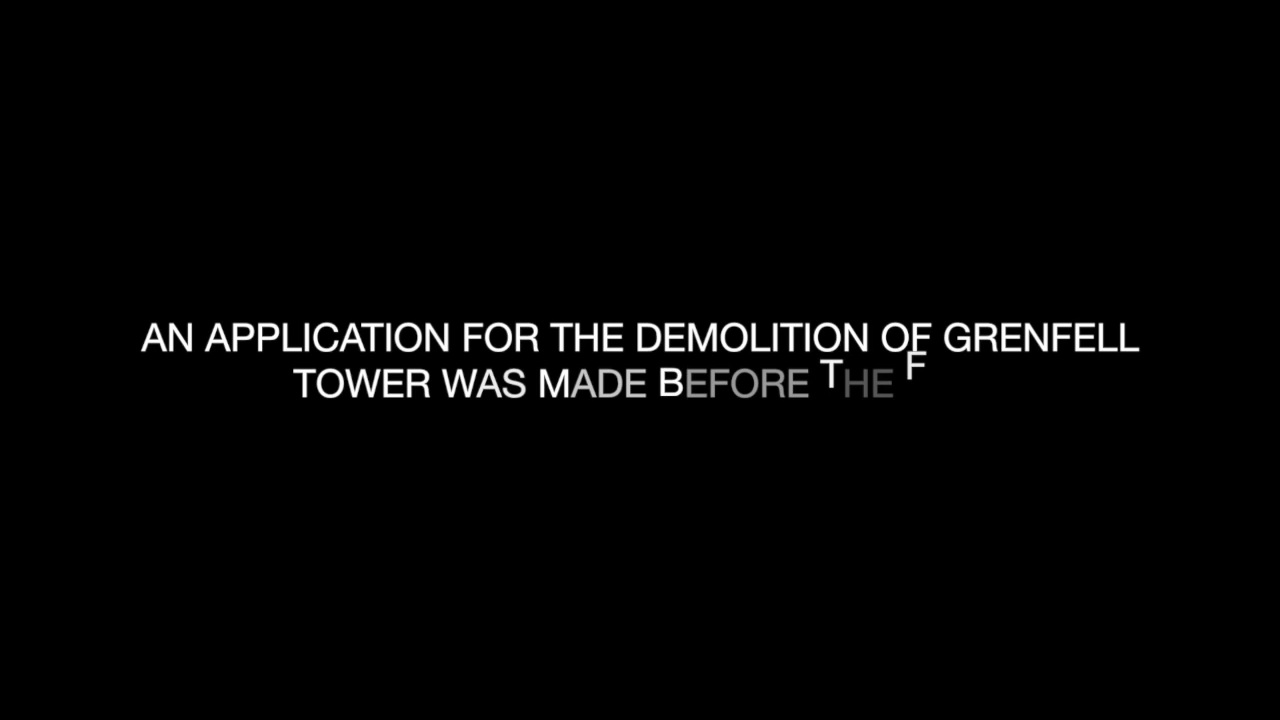 AN APPLICATION FOR THE DEMOLITION OF GRENFELL
TOWER WAS MADE BEFORE THE F